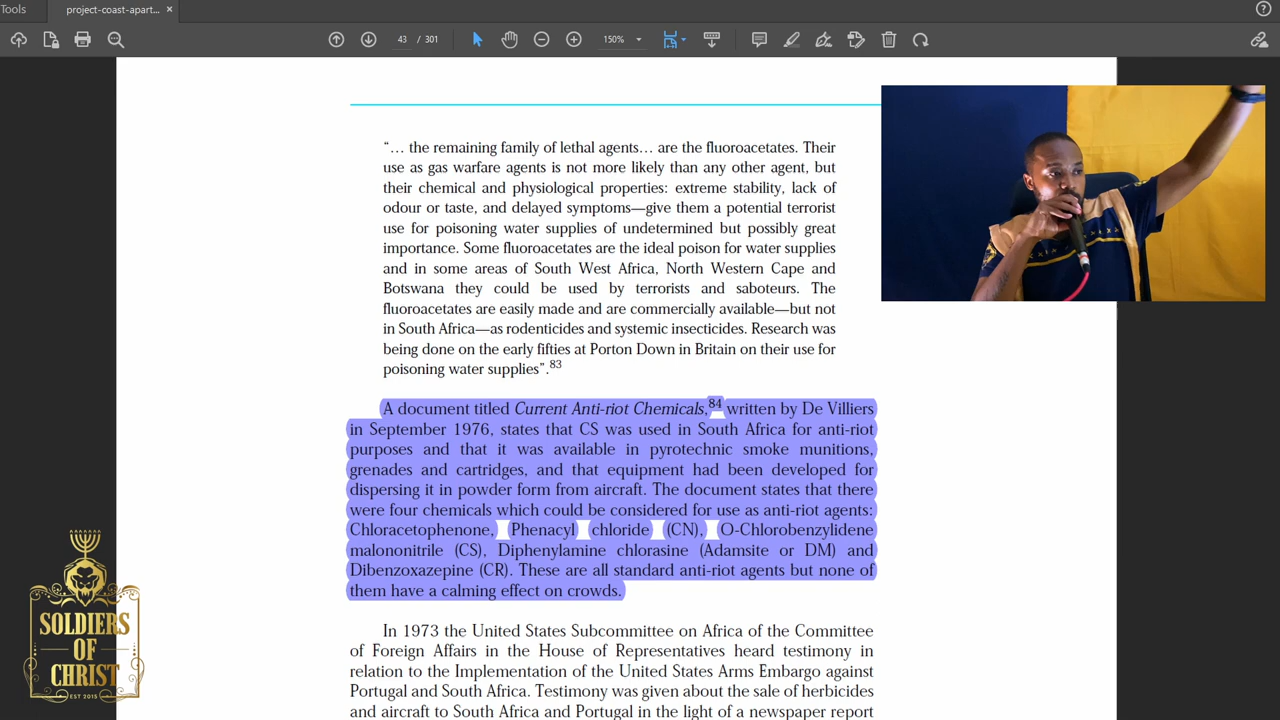 Tools
project-coast-apart... ×
43 / 301
150%
“… the remaining family of lethal agents… are the fluoroacetates. Their
use as gas warfare agents is not more likely than any other agent, but
their chemical and physiological properties: extreme stability, lack of
odour or taste, and delayed symptoms—give them a potential terrorist
use for poisoning water supplies of undetermined but possibly great
importance. Some fluoroacetates are the ideal poison for water supplies
and in some areas of South West Africa, North Western Cape and
Botswana they could be used by terrorists and saboteurs. The
fluoroacetates are easily made and are commercially available—but not
in South Africa—as rodenticides and systemic insecticides. Research was
being done on the early fifties at Porton Down in Britain on their use for
poisoning water supplies”.83
A document titled Current Anti-riot Chemicals,84 written by De Villiers
in September 1976, states that CS was used in South Africa for anti-riot
purposes and that it was available in pyrotechnic smoke munitions,
grenades and cartridges, and that equipment had been developed for
dispersing it in powder form from aircraft. The document states that there
were four chemicals which could be considered for use as anti-riot agents:
Chloracetophenone, Phenacyl chloride (CN), O-Chlorobenzylidene
malononitrile (CS), Diphenylamine chlorasine (Adamsite or DM) and
Dibenzoxazepine (CR). These are all standard anti-riot agents but none of
them have a calming effect on crowds.
In 1973 the United States Subcommittee on Africa of the Committee
of Foreign Affairs in the House of Representatives heard testimony in
relation to the Implementation of the United States Arms Embargo against
Portugal and South Africa. Testimony was given about the sale of herbicides
and aircraft to South Africa and Portugal in the light of a newspaper report
SOLDIERS
OF
CHRIST
EST 2015